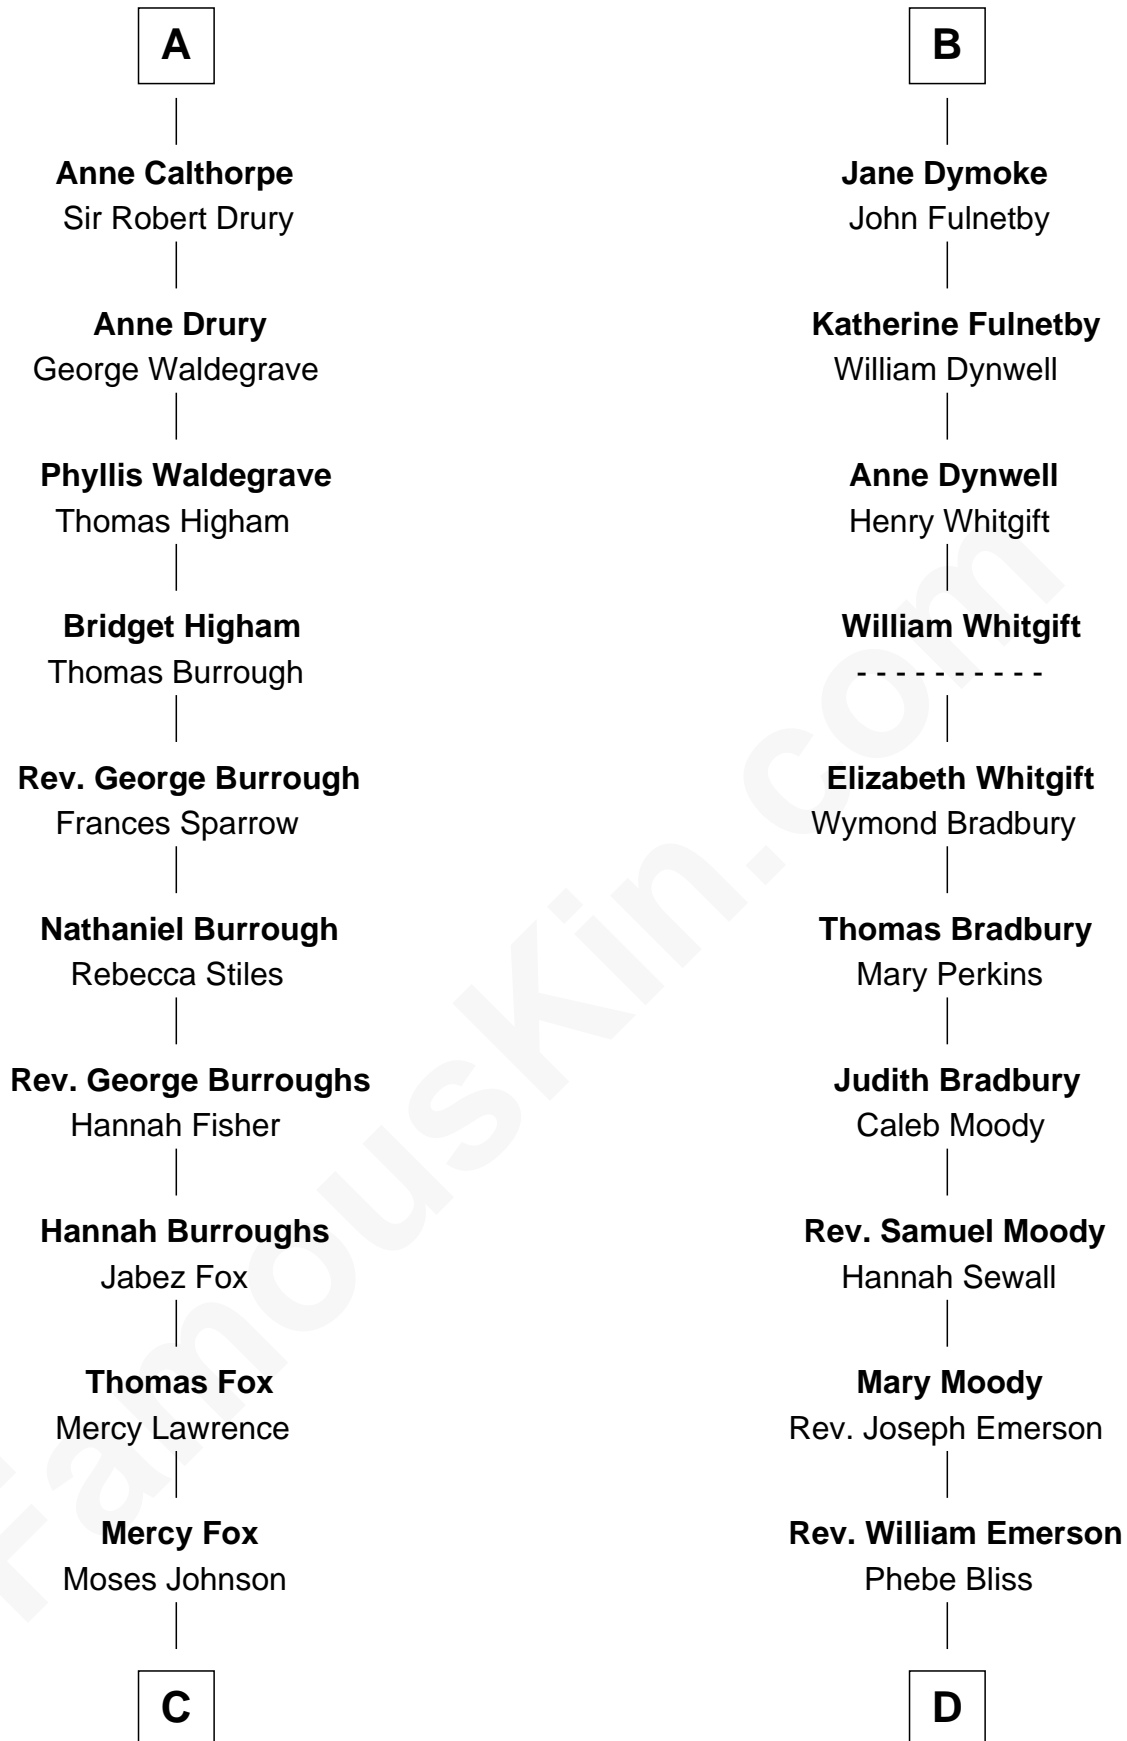 A
Anne Calthorpe
Sir Robert Drury
Anne Drury
George Waldegrave
Phyllis Waldegrave
Thomas Higham
Bridget Higham
Thomas Burrough
Rev. George Burrough
Frances Sparrow
Nathaniel Burrough
Rebecca Stiles
Rev. George Burroughs
Hannah Fisher
Hannah Burroughs
Jabez Fox
Thomas Fox
Mercy Lawrence
Mercy Fox
Moses Johnson
C
B
Jane Dymoke
John Fulnetby
Katherine Fulnetby
William Dynwell
Anne Dynwell
Henry Whitgift
William Whitgift
- - - - - - - - - -
Elizabeth Whitgift
Wymond Bradbury
Thomas Bradbury
Mary Perkins
Judith Bradbury
Caleb Moody
Rev. Samuel Moody
Hannah Sewall
Mary Moody
Rev. Joseph Emerson
Rev. William Emerson
Phebe Bliss
D
FamousKin.com